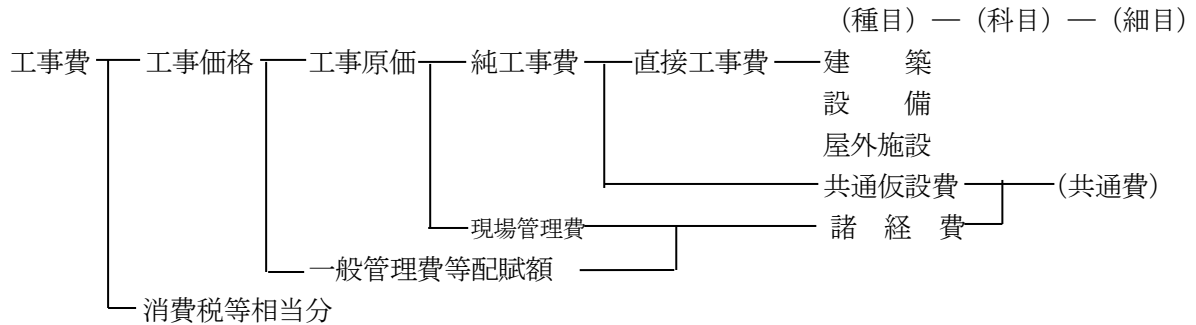 （種目）―（科目）―（細目）
工事費 工事価格 工事原価 純工事費 直接工事費 建　　築
設　　備
屋外施設
共通仮設費 （共通費）
現場管理費 諸　経　費
一般管理費等配賦額
消費税等相当分